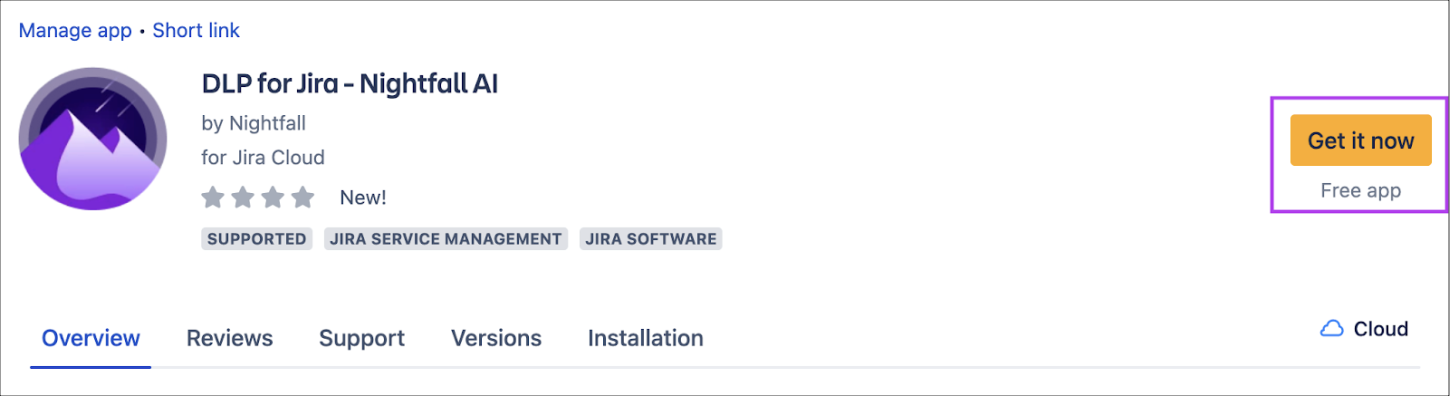 Manage app • Short link
DLP for Jira - Nightfall AI
by Nightfall
for Jira Cloud
New!
SUPPORTED JIRA SERVICE MANAGEMENT JIRA SOFTWARE
Get it now
Free app
Overview Reviews Support Versions Installation
Cloud